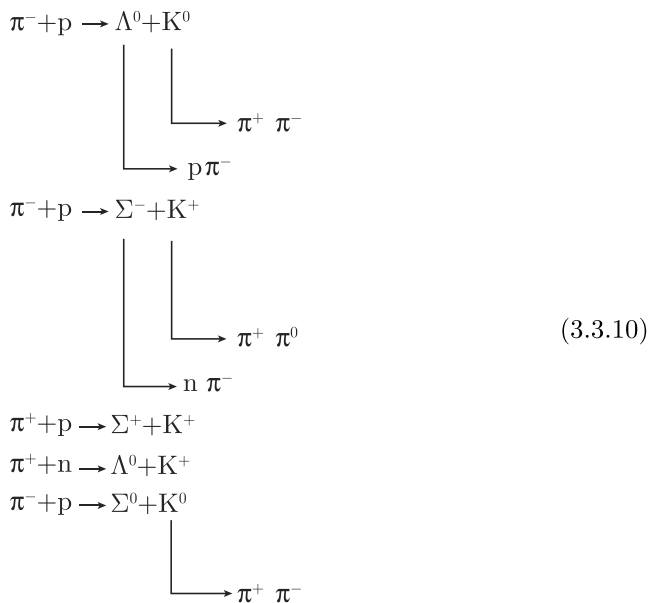 π⁻+p ⟶ Λ⁰+K⁰
π⁺ π⁻
pπ⁻
π⁻+p ⟶ Σ⁻+K⁺
π⁺ π⁰
(3.3.10)
n π⁻
π⁺+p ⟶ Σ⁺+K⁺
π⁺+n ⟶ Λ⁰+K⁺
π⁻+p ⟶ Σ⁰+K⁰
π⁺ π⁻